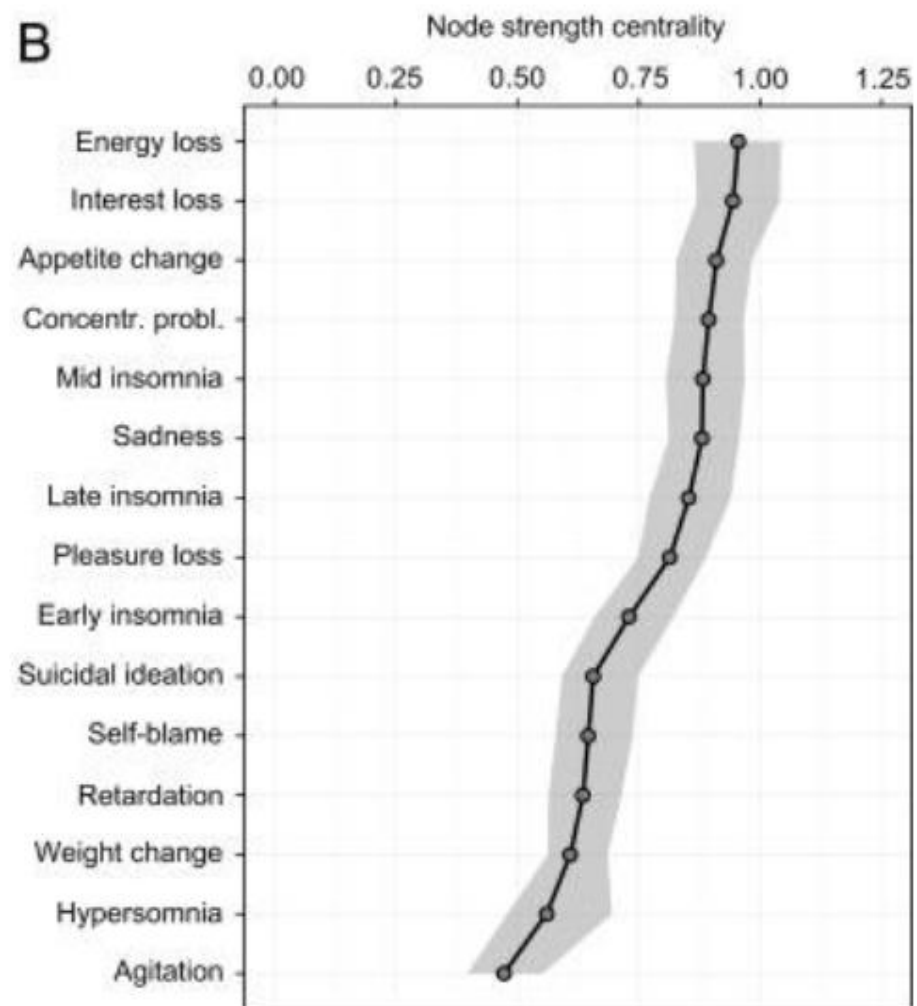 B
Node strength centrality
0.00 0.25 0.50 0.75 1.00 1.25
Energy loss
Interest loss
Appetite change
Concentr. probl.
Mid insomnia
Sadness
Late insomnia
Pleasure loss
Early insomnia
Suicidal ideation
Self-blame
Retardation
Weight change
Hypersomnia
Agitation